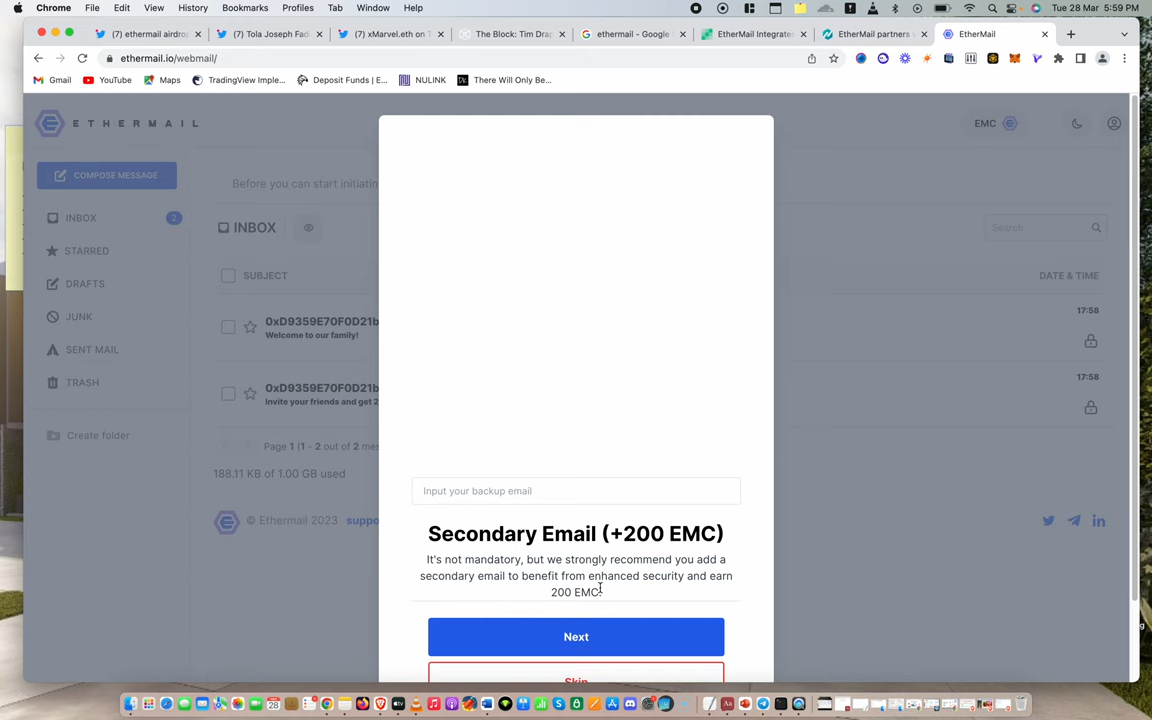 Chrome File Edit View History Bookmarks Profiles Tab Window Help Tue 28 Mar 5:59 PM
(7) ethermail airdrop (7) Tola Joseph Fad (7) xMarvel.eth on T The Block: Tim Drap ethermail - Google EtherMail Integrates EtherMail partners EtherMail
ethermail.io/webmail/
Gmail YouTube Maps TradingView Imple... Deposit Funds | E... NULINK There Will Only Be...
ETHERMAIL EMC
COMPOSE MESSAGE
Before you can start initiatin
INBOX 2
INBOX
Search
STARRED
SUBJECT DATE & TIME
DRAFTS
JUNK
0xD9359E70F0D21b 17:58
Welcome to our family!
SENT MAIL
TRASH
0xD9359E70F0D21b 17:58
Invite your friends and get 2
Create folder
Page 1 (1 - 2 out of 2 mes
188.11 KB of 1.00 GB used
© Ethermail 2023 suppo
Input your backup email
Secondary Email (+200 EMC)
It's not mandatory, but we strongly recommend you add a
secondary email to benefit from enhanced security and earn
200 EMC.
Next
Skip